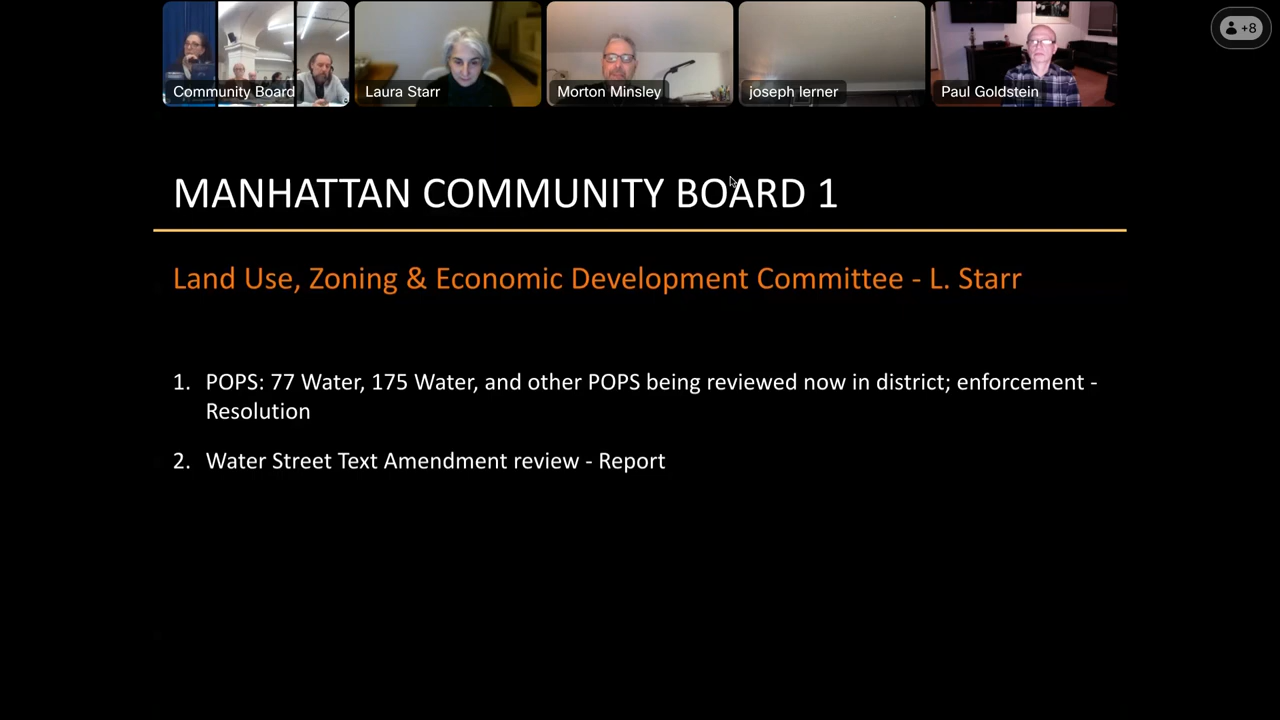 Community Board
Laura Starr
Morton Minsley
joseph lerner
Paul Goldstein
+8
MANHATTAN COMMUNITY BOARD 1
Land Use, Zoning & Economic Development Committee - L. Starr
1. POPS: 77 Water, 175 Water, and other POPS being reviewed now in district; enforcement -
Resolution
2. Water Street Text Amendment review - Report